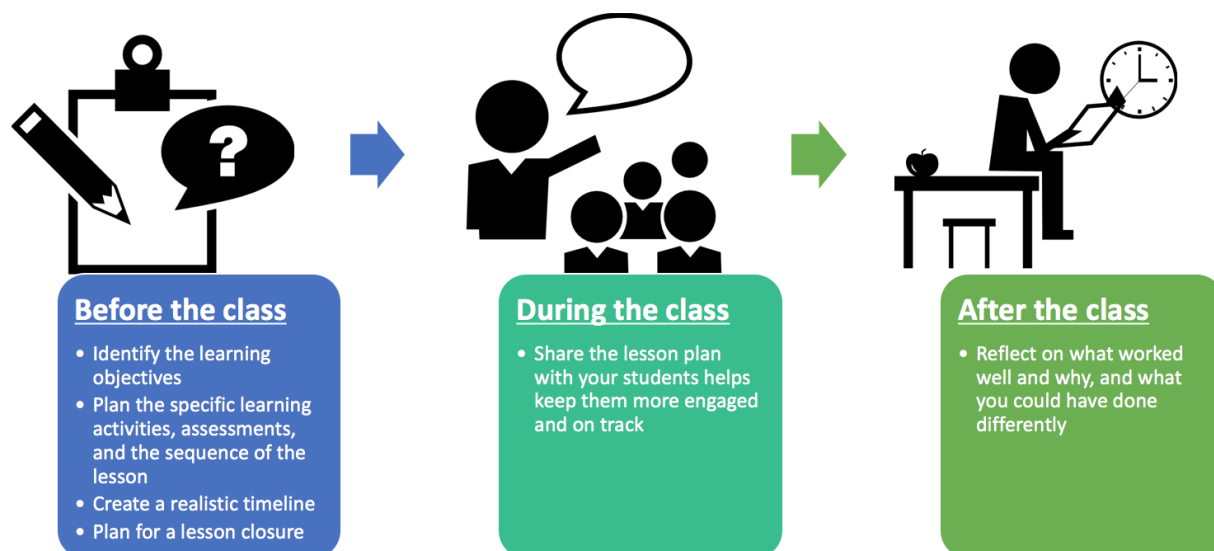 ?
Before the class
• Identify the learning
objectives
• Plan the specific learning
activities, assessments,
and the sequence of the
lesson
• Create a realistic timeline
• Plan for a lesson closure
During the class
• Share the lesson plan
with your students helps
keep them more engaged
and on track
After the class
• Reflect on what worked
well and why, and what
you could have done
differently